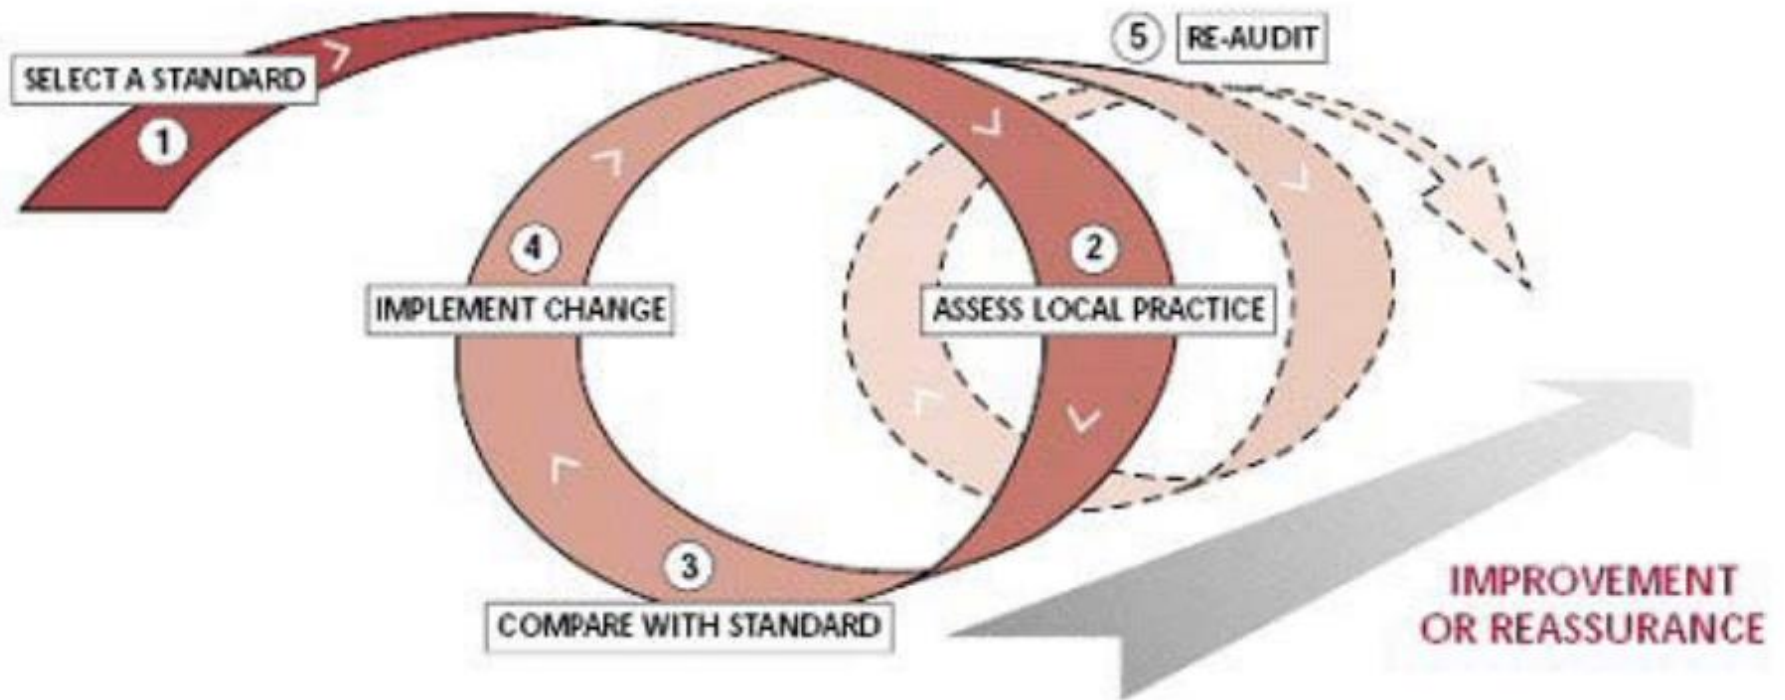 SELECT A STANDARD
1
2
ASSESS LOCAL PRACTICE
3
COMPARE WITH STANDARD
4
IMPLEMENT CHANGE
5 RE-AUDIT
IMPROVEMENT
OR REASSURANCE